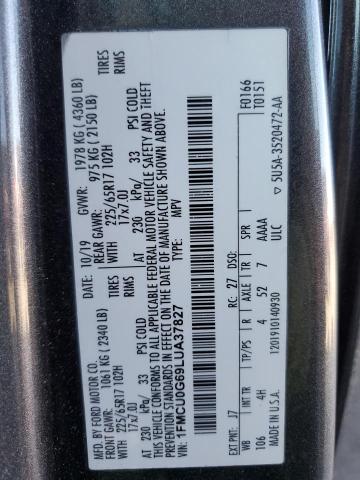 MFD. BY FORD MOTOR CO.
DATE: 10/19 GVWR: 1978 KG ( 4360 LB)
FRONT GAWR: 1061 KG ( 2340 LB) REAR GAWR: 975 KG ( 2150 LB)
WITH 225/65R17 102H TIRES
17x7.0J RIMS
AT 230 kPa/ 33 PSI COLD
WITH 225/65R17 102H TIRES
17x7.0J RIMS
AT 230 kPa/ 33 PSI COLD
THIS VEHICLE CONFORMS TO ALL APPLICABLE FEDERAL MOTOR VEHICLE SAFETY AND THEFT
PREVENTION STANDARDS IN EFFECT ON THE DATE OF MANUFACTURE SHOWN ABOVE.
VIN: 1FMCU0G69LUA37827 TYPE: MPV
F0166
T0151
EXT PNT: J7 RC: 27 DSO:
WB INT TR TP/PS R AXLE TR SPR
106 4H 4 52 7 AAAA
ULC
MADE IN U.S.A. 1201910140930
▽ 5U5A-3520472-AA